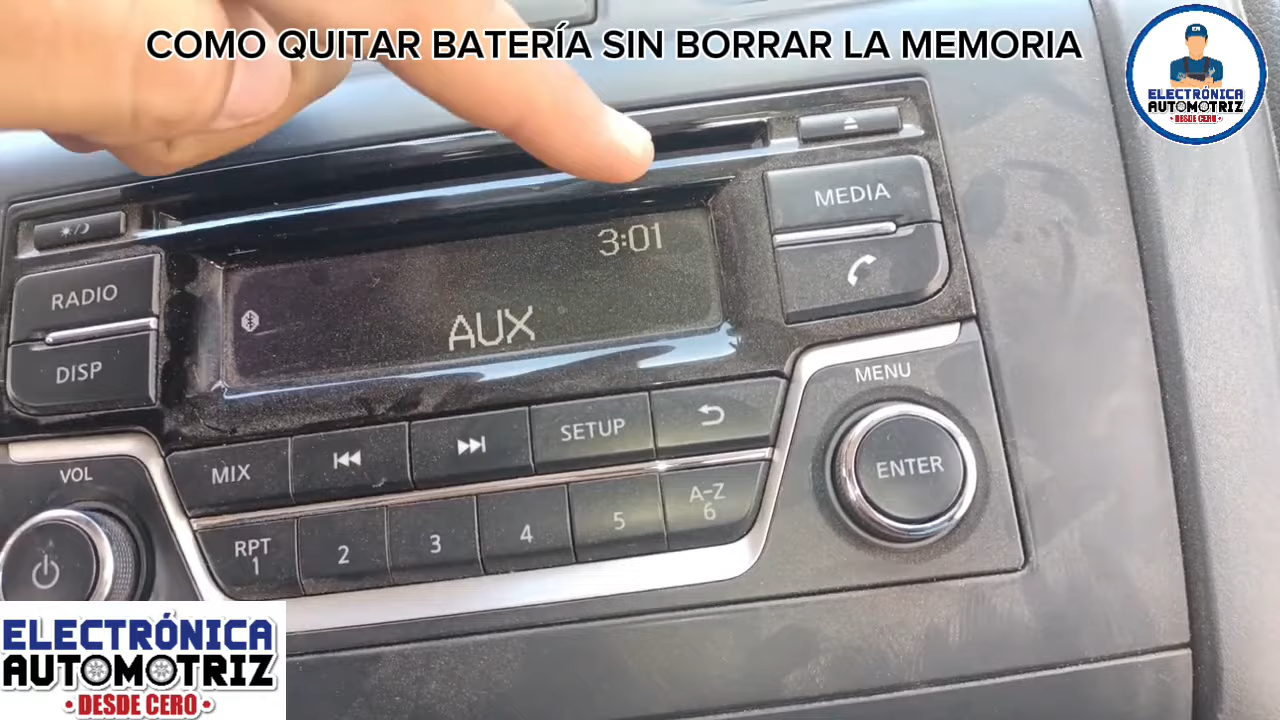 COMO QUITAR BATERÍA SIN BORRAR LA MEMORIA
EM
ELECTRÓNICA
AUTOMOTRIZ
• DESDE CERO •
MEDIA
3:01
RADIO
AUX
DISP
MENU
SETUP
VOL
MIX
ENTER
A-Z
RPT
1 2 3 4 5 6
ELECTRÓNICA
AUTOMOTRIZ
• DESDE CERO •